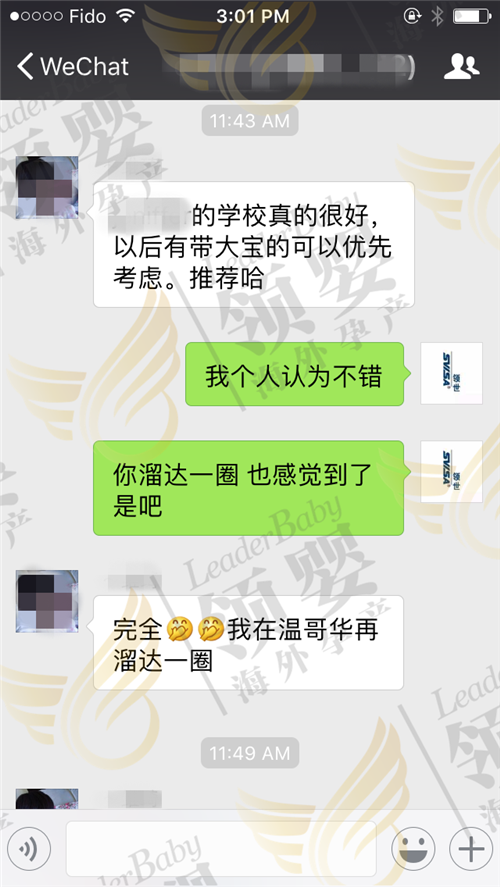 ●○○○○ Fido 3:01 PM
WeChat )
11:43 AM
的学校真的很好，
以后有带大宝的可以优先
考虑。推荐哈
我个人认为不错
SVISA 领世
你溜达一圈 也感觉到了
是吧
SVISA 领世
完全🤭🤭我在温哥华再
溜达一圈
11:49 AM
LeaderBaby
领婴
海外孕产